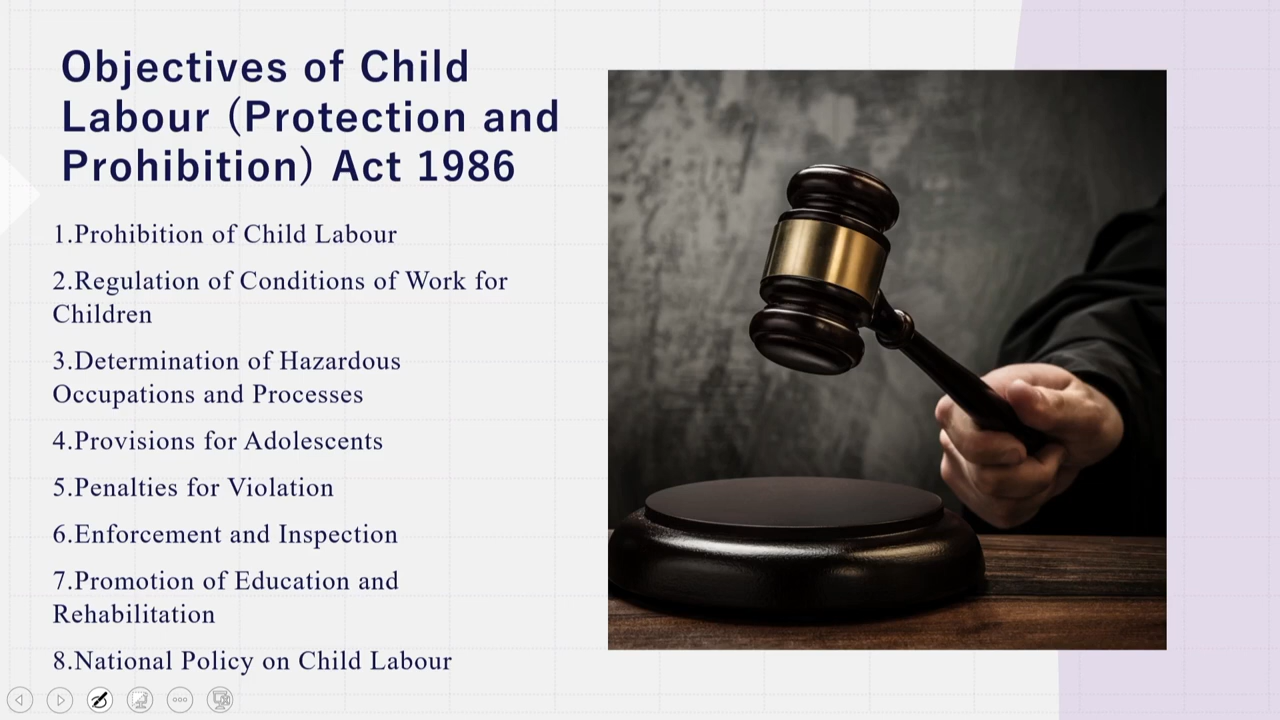 Objectives of Child
Labour (Protection and
Prohibition) Act 1986
1.Prohibition of Child Labour
2.Regulation of Conditions of Work for
Children
3.Determination of Hazardous
Occupations and Processes
4.Provisions for Adolescents
5.Penalties for Violation
6.Enforcement and Inspection
7.Promotion of Education and
Rehabilitation
8.National Policy on Child Labour